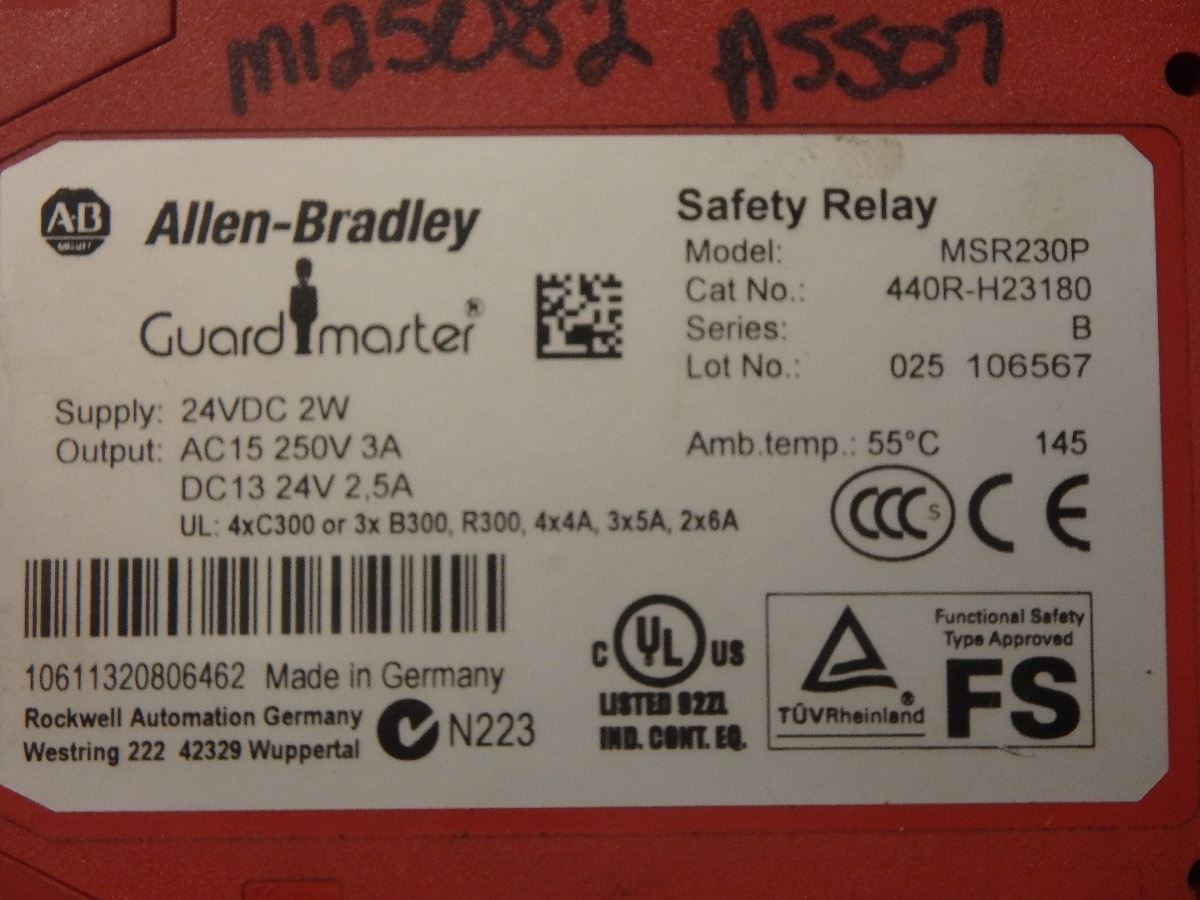 M125082 A5507
A·B Allen-Bradley
Guardmaster®
Safety Relay
Model: MSR230P
Cat No.: 440R-H23180
Series: B
Lot No.: 025 106567
Supply: 24VDC 2W
Output: AC15 250V 3A
DC13 24V 2,5A
UL: 4xC300 or 3x B300, R300, 4x4A, 3x5A, 2x6A
Amb.temp.: 55°C 145
CCC S CE
10611320806462 Made in Germany
Rockwell Automation Germany
Westring 222 42329 Wuppertal
N223
C UL US
LISTED 92ZL
IND. CONT. EQ.
TÜVRheinland®
Functional Safety
Type Approved
FS